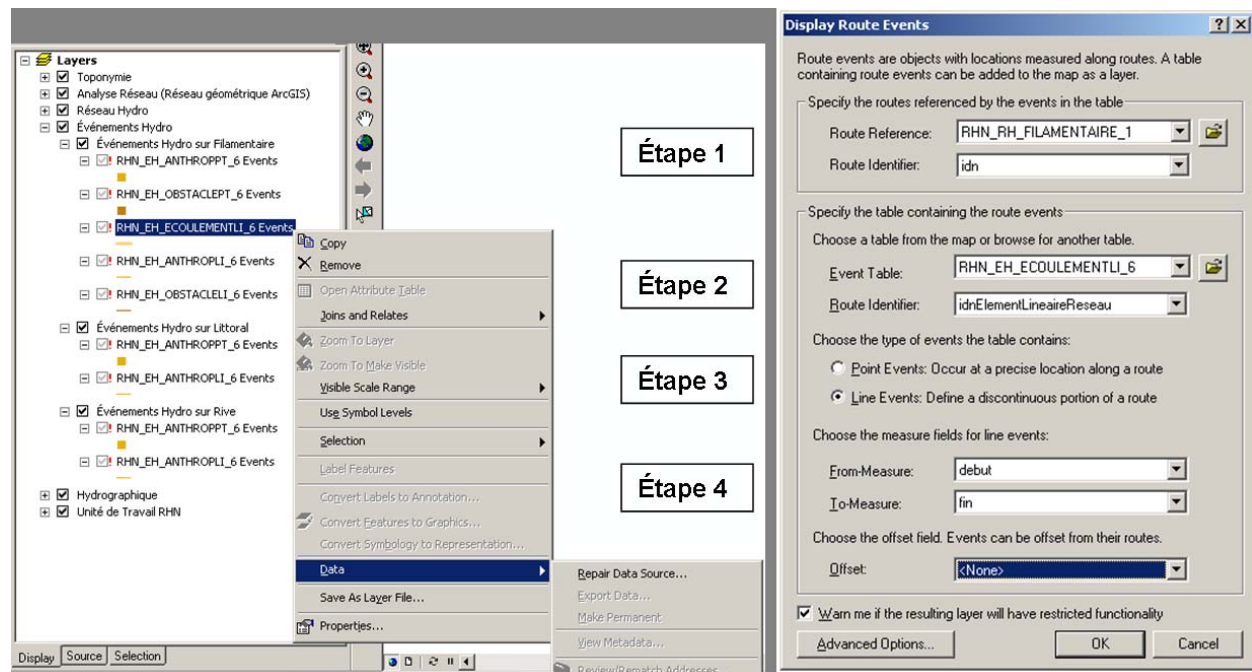 Layers
Toponymie
Analyse Réseau (Réseau géométrique ArcGIS)
Réseau Hydro
Événements Hydro
Événements Hydro sur Filamentaire
RHN_EH_ANTHROPPT_6 Events
RHN_EH_OBSTACLEPT_6 Events
RHN_EH_ECOULEMENTLI_6 Events
RHN_EH_ANTHROPLI_6 Events
RHN_EH_OBSTACLELI_6 Events
Événements Hydro sur Littoral
RHN_EH_ANTHROPPT_6 Events
RHN_EH_ANTHROPLI_6 Events
Événements Hydro sur Rive
RHN_EH_ANTHROPPT_6 Events
RHN_EH_ANTHROPLI_6 Events
Hydrographique
Unité de Travail RHN
Display Source Selection
Copy
Remove
Open Attribute Table
Joins and Relates
Zoom To Layer
Zoom To Make Visible
Visible Scale Range
Use Symbol Levels
Selection
Label Features
Convert Labels to Annotation...
Convert Features to Graphics...
Convert Symbology to Representation...
Data
Save As Layer File...
Properties...
Repair Data Source...
Export Data...
Make Permanent
View Metadata...
Review/Rematch Addresses...
Étape 1
Étape 2
Étape 3
Étape 4
Display Route Events
Route events are objects with locations measured along routes. A table
containing route events can be added to the map as a layer.
Specify the routes referenced by the events in the table
Route Reference: RHN_RH_FILAMENTAIRE_1
Route Identifier: idn
Specify the table containing the route events
Choose a table from the map or browse for another table.
Event Table: RHN_EH_ECOULEMENTLI_6
Route Identifier: idnElementLineaireReseau
Choose the type of events the table contains:
Point Events: Occur at a precise location along a route
Line Events: Define a discontinuous portion of a route
Choose the measure fields for line events:
From-Measure: debut
To-Measure: fin
Choose the offset field. Events can be offset from their routes.
Offset: <None>
Warn me if the resulting layer will have restricted functionality
Advanced Options... OK Cancel